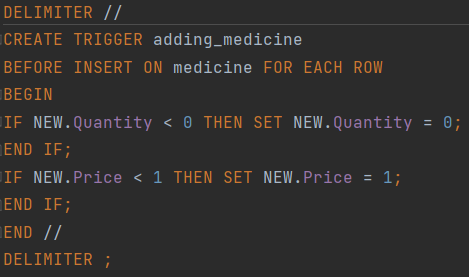 DELIMITER //
CREATE TRIGGER adding_medicine
BEFORE INSERT ON medicine FOR EACH ROW
BEGIN
IF NEW.Quantity < 0 THEN SET NEW.Quantity = 0;
END IF;
IF NEW.Price < 1 THEN SET NEW.Price = 1;
END IF;
END //
DELIMITER ;